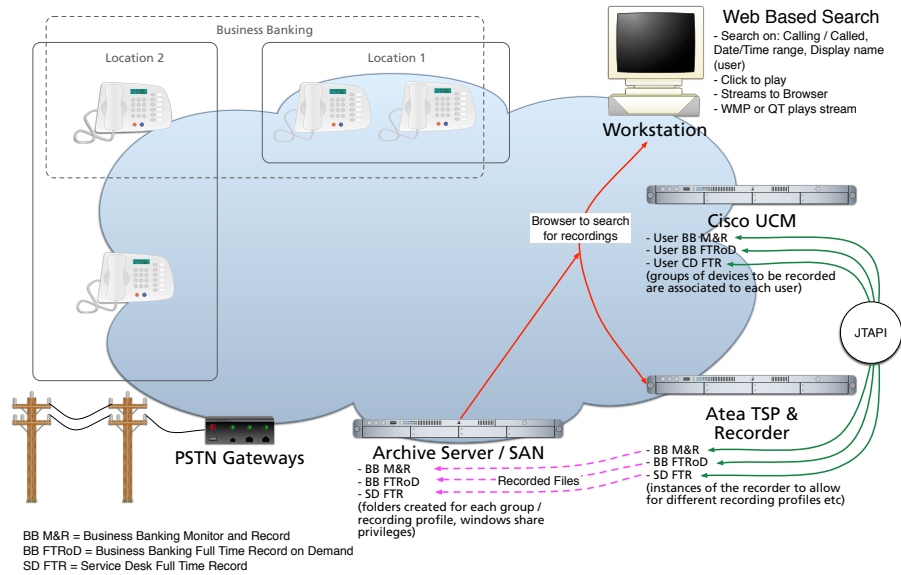 Business Banking
Location 2
Location 1
Web Based Search
- Search on: Calling / Called,
Date/Time range, Display name
(user)
- Click to play
- Streams to Browser
- WMP or QT plays stream
Workstation
Browser to search
for recordings
Cisco UCM
- User BB M&R
- User BB FTRoD
- User CD FTR
(groups of devices to be recorded
are associated to each user)
JTAPI
Atea TSP &
Recorder
- BB M&R
- BB FTRoD
- SD FTR
(instances of the recorder to allow
for different recording profiles etc)
PSTN Gateways
Archive Server / SAN
- BB M&R
- BB FTRoD
- SD FTR
(folders created for each group /
recording profile, windows share
privileges)
Recorded Files
BB M&R = Business Banking Monitor and Record
BB FTRoD = Business Banking Full Time Record on Demand
SD FTR = Service Desk Full Time Record